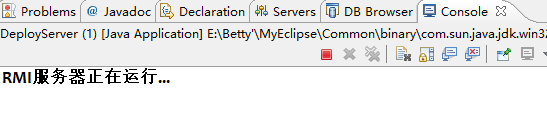 Problems @ Javadoc Declaration Servers DB Browser Console
DeployServer (1) [Java Application] E:\Betty'\MyEclipse\Common\binary\com.sun.java.jdk.win32
RMI服务器正在运行...